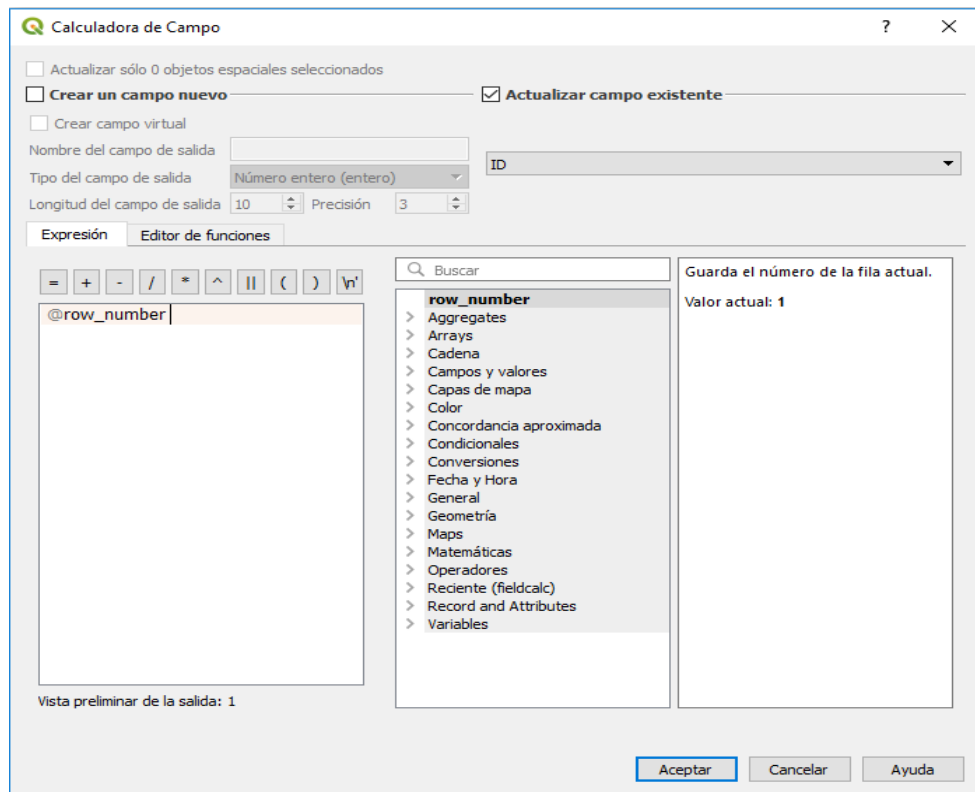 Calculadora de Campo
?
Actualizar sólo 0 objetos espaciales seleccionados
Crear un campo nuevo
Actualizar campo existente
Crear campo virtual
Nombre del campo de salida
ID
Tipo del campo de salida Número entero (entero)
Longitud del campo de salida 10 Precisión 3
Expresión Editor de funciones
= + - / * ^ || ( ) \n'
@row_number
Vista preliminar de la salida: 1
Buscar
row_number
Aggregates
Arrays
Cadena
Campos y valores
Capas de mapa
Color
Concordancia aproximada
Condicionales
Conversiones
Fecha y Hora
General
Geometría
Maps
Matemáticas
Operadores
Reciente (fieldcalc)
Record and Attributes
Variables
Guarda el número de la fila actual.
Valor actual: 1
Aceptar Cancelar Ayuda